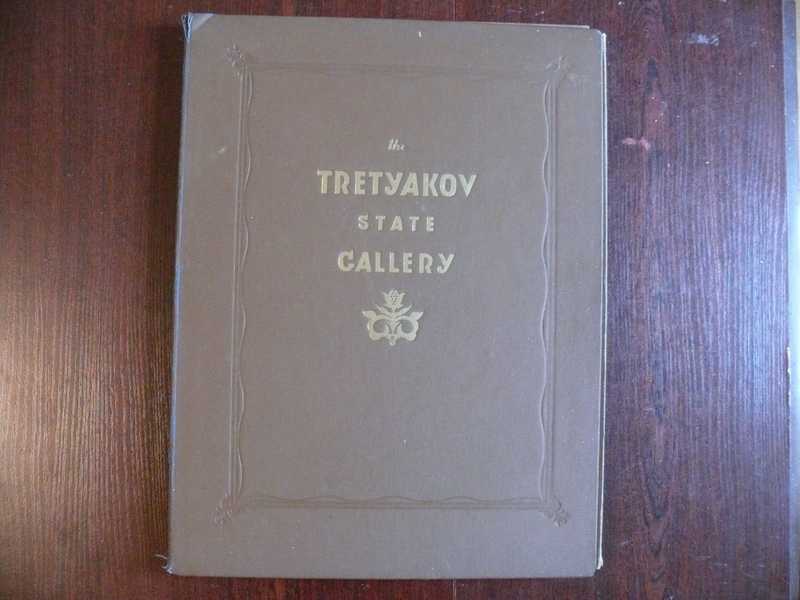 the
TRETYAKOV
STATE
GALLERY